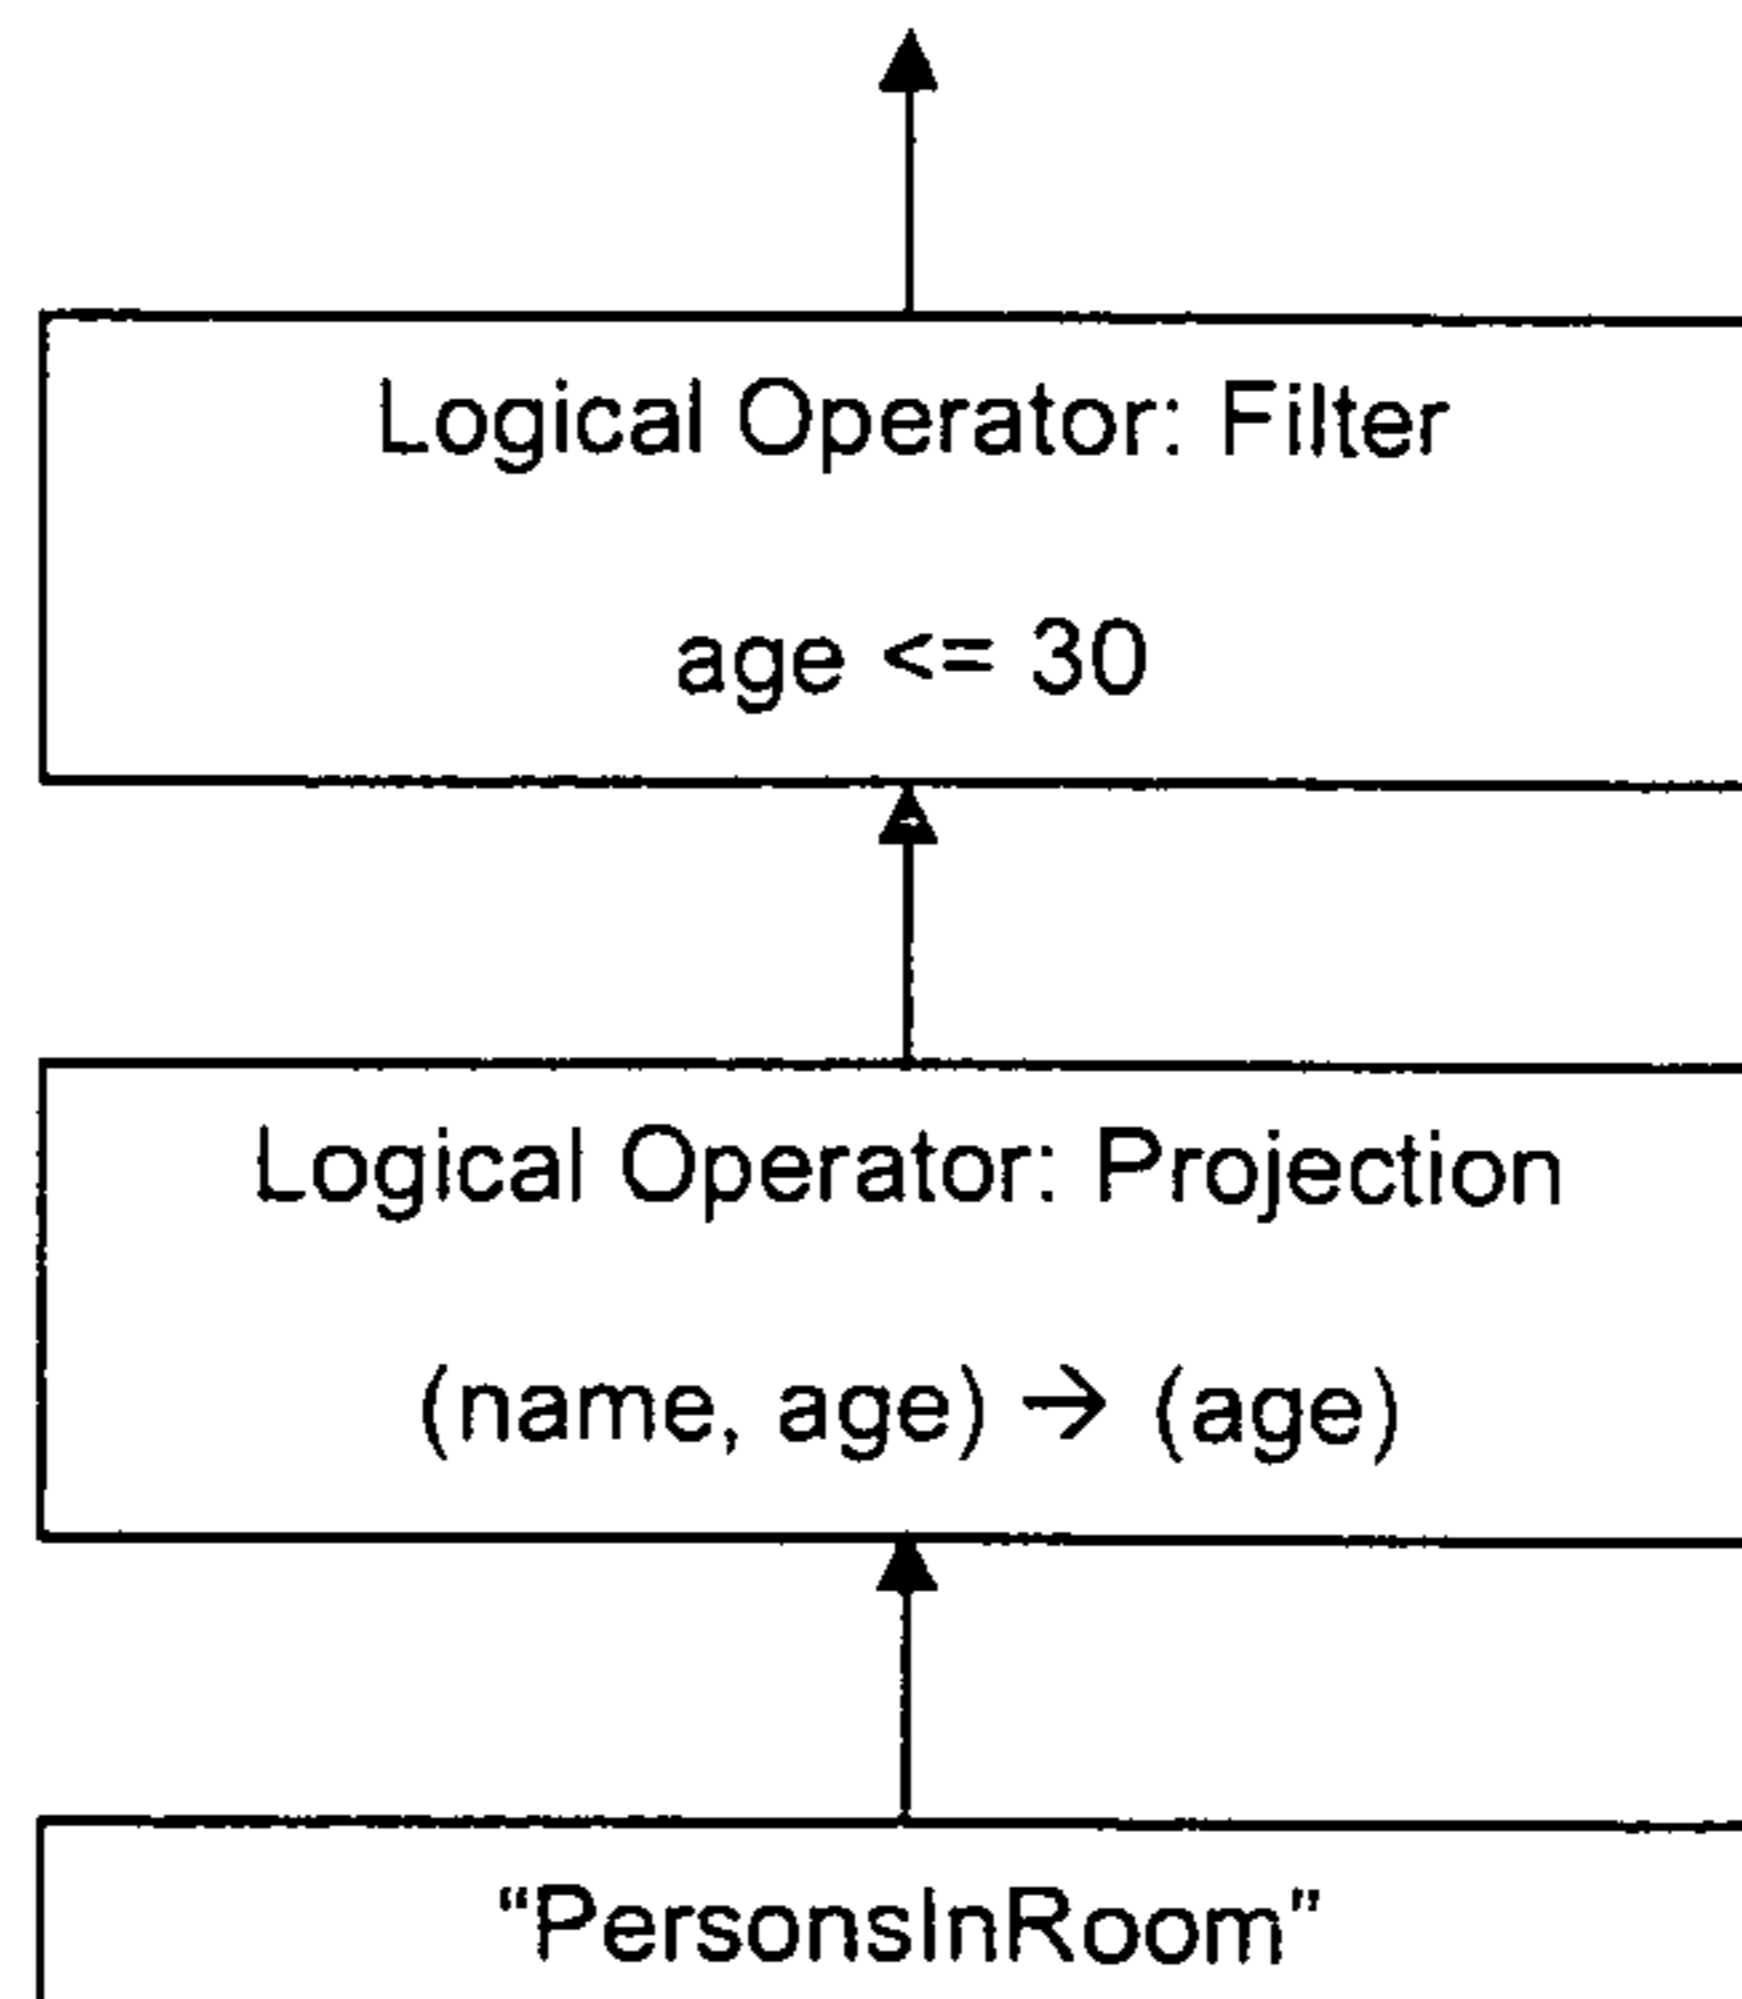 Logical Operator: Filter
age <= 30
Logical Operator: Projection
(name, age) → (age)
“PersonsInRoom”